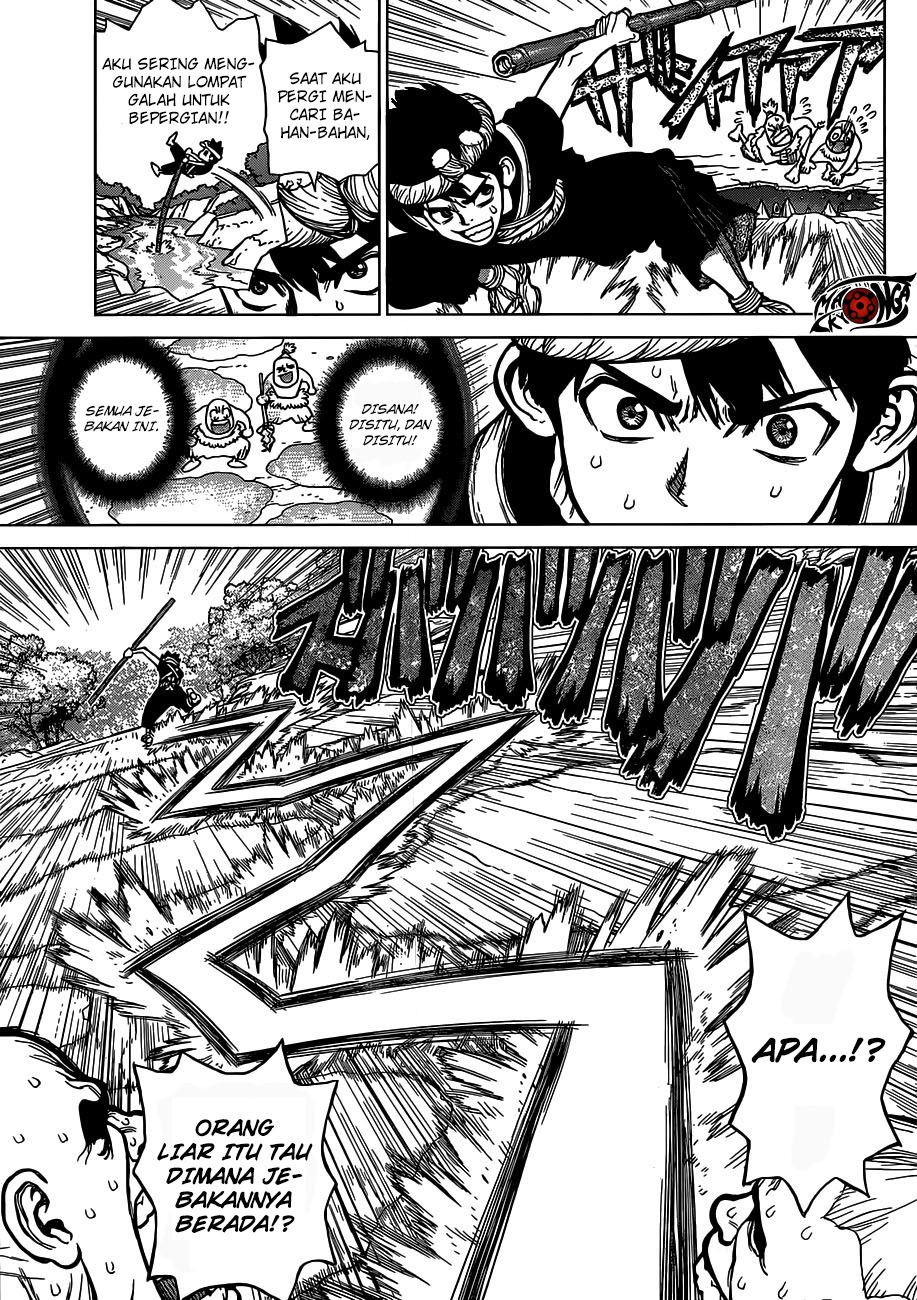 SAAT AKU
PERGI MEN-
CARI BA-
HAN-BAHAN,
AKU SERING MENG-
GUNAKAN LOMPAT
GALAH UNTUK
BEPERGIAN!!
DISANA!
DISITU, DAN
DISITU!
SEMUA JE-
BAKAN INI.
APA...!?
ORANG
LIAR ITU TAU
DIMANA JE-
BAKANNYA
BERADA!?